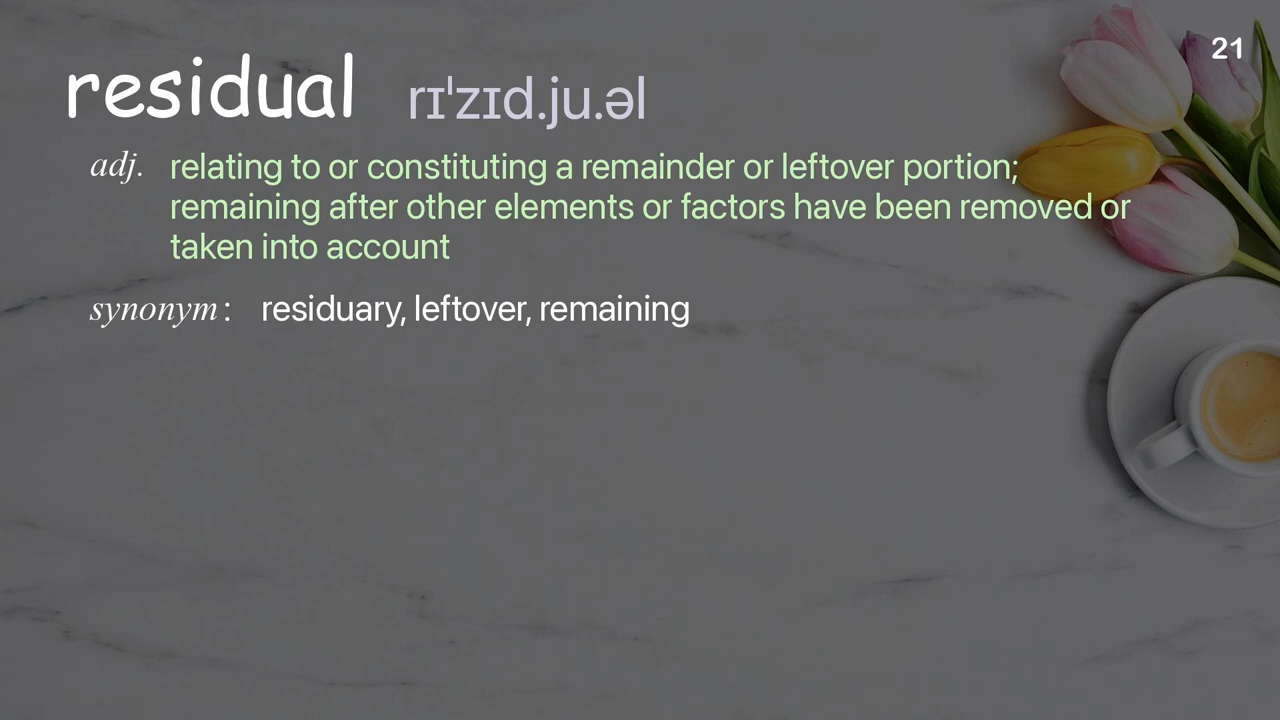 21
residual rɪˈzɪd.ju.əl
adj. relating to or constituting a remainder or leftover portion;
remaining after other elements or factors have been removed or
taken into account
synonym: residuary, leftover, remaining